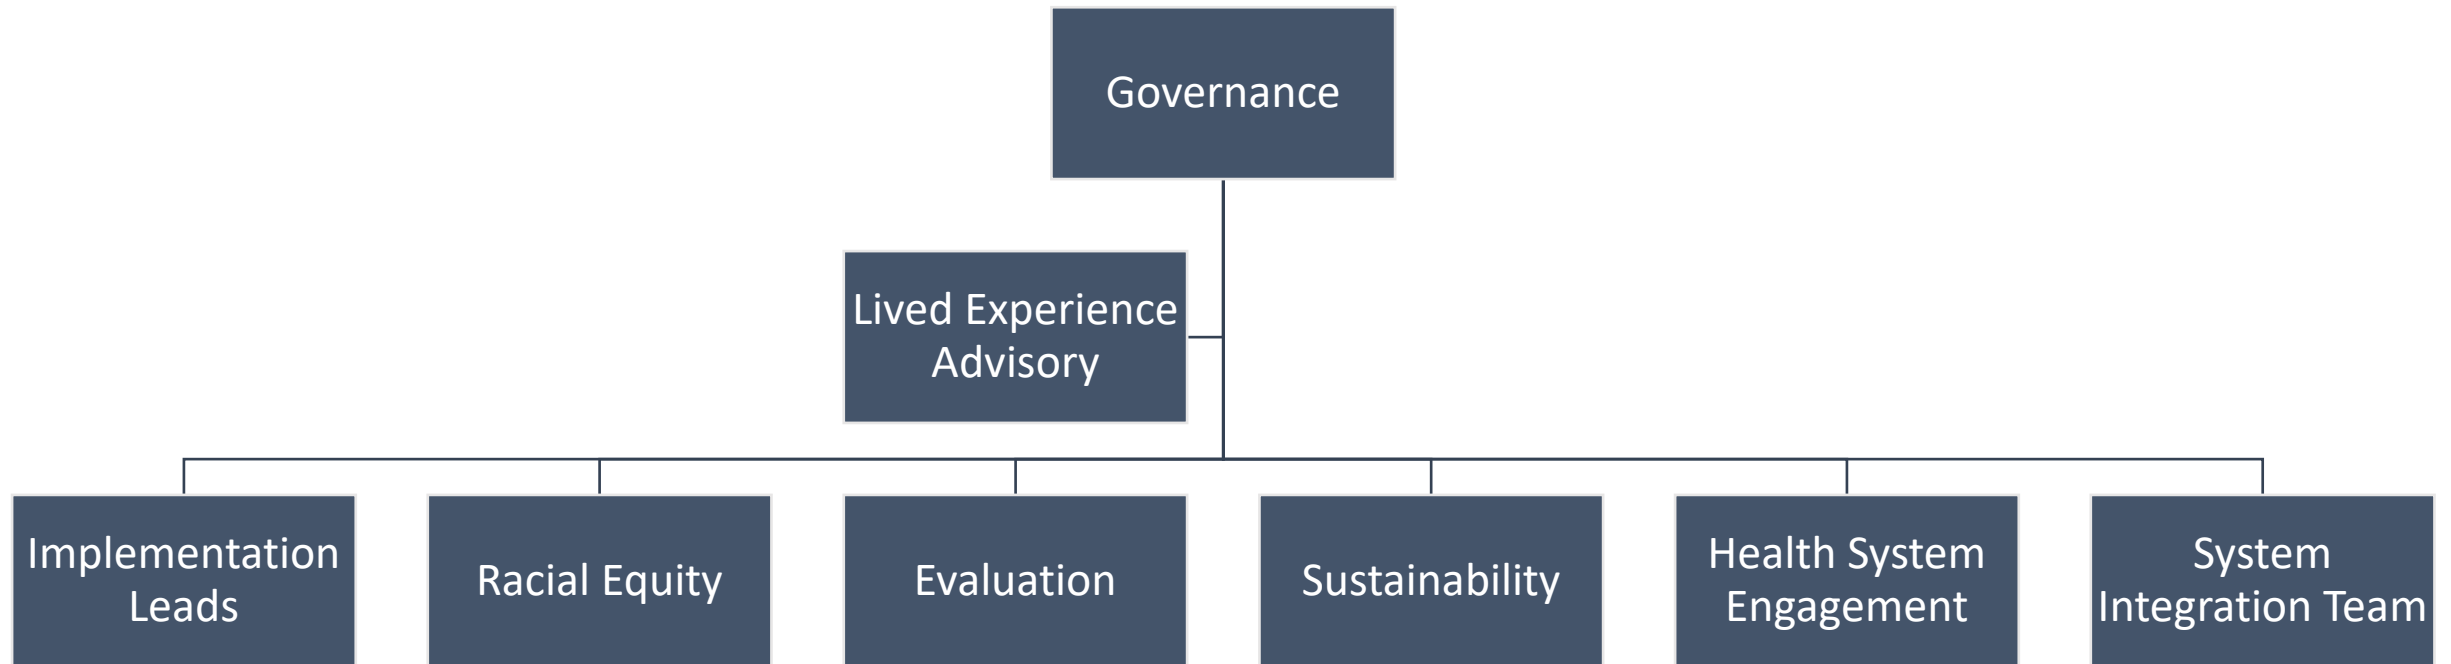 Governance
Lived Experience
Advisory
Implementation
Leads
Racial Equity
Evaluation
Sustainability
Health System
Engagement
System
Integration Team